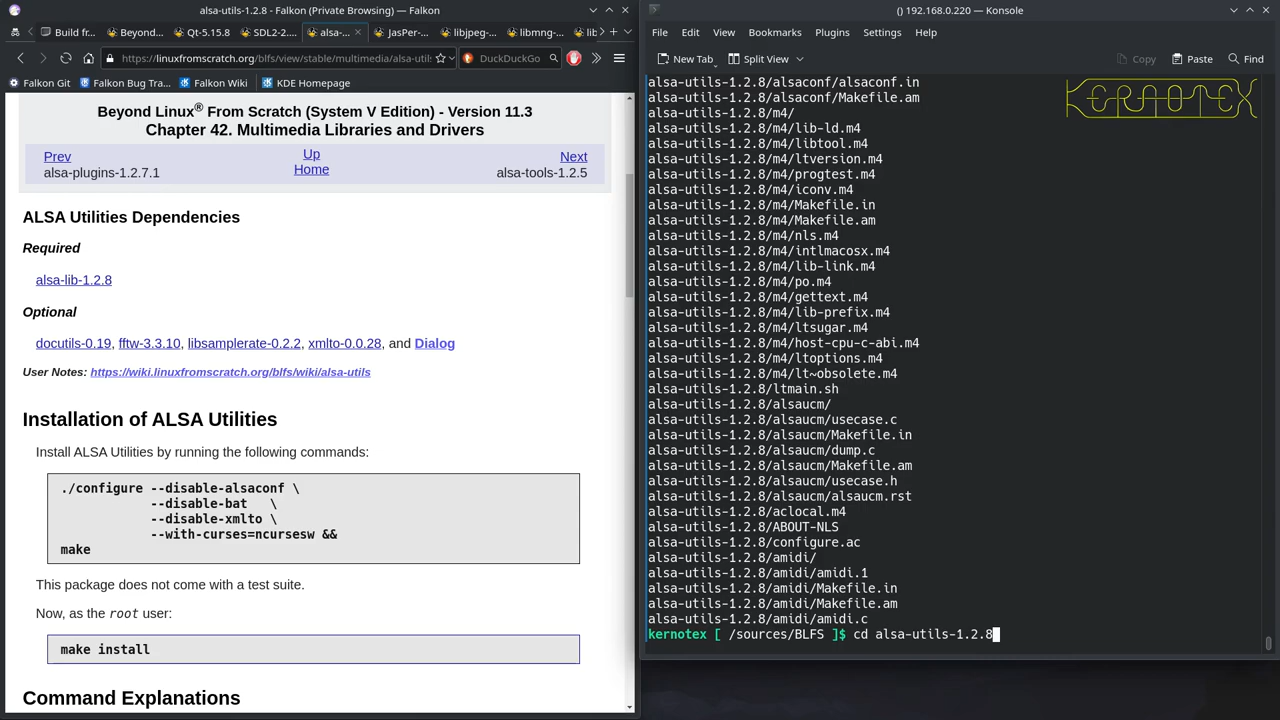 alsa-utils-1.2.8 - Falkon (Private Browsing) — Falkon
Build fr...
Beyond...
Qt-5.15.8
SDL2-2....
alsa-...
JasPer-...
libjpeg-...
libmng-...
lib
https://linuxfromscratch.org/blfs/view/stable/multimedia/alsa-util
DuckDuckGo
Falkon Git
Falkon Bug Tra...
Falkon Wiki
KDE Homepage
Beyond Linux® From Scratch (System V Edition) - Version 11.3
Chapter 42. Multimedia Libraries and Drivers
Prev
Up
Next
alsa-plugins-1.2.7.1
Home
alsa-tools-1.2.5
ALSA Utilities Dependencies
Required
alsa-lib-1.2.8
Optional
docutils-0.19, fftw-3.3.10, libsamplerate-0.2.2, xmlto-0.0.28, and Dialog
User Notes: https://wiki.linuxfromscratch.org/blfs/wiki/alsa-utils
Installation of ALSA Utilities
Install ALSA Utilities by running the following commands:
./configure --disable-alsaconf \
--disable-bat \
--disable-xmlto \
--with-curses=ncursesw &&
make
This package does not come with a test suite.
Now, as the root user:
make install
Command Explanations
() 192.168.0.220 — Konsole
File Edit View Bookmarks Plugins Settings Help
New Tab
Split View
Copy
Paste
Find
KERNOTEX
alsa-utils-1.2.8/alsaconf/alsaconf.in
alsa-utils-1.2.8/alsaconf/Makefile.am
alsa-utils-1.2.8/m4/
alsa-utils-1.2.8/m4/lib-ld.m4
alsa-utils-1.2.8/m4/libtool.m4
alsa-utils-1.2.8/m4/ltversion.m4
alsa-utils-1.2.8/m4/progtest.m4
alsa-utils-1.2.8/m4/iconv.m4
alsa-utils-1.2.8/m4/Makefile.in
alsa-utils-1.2.8/m4/Makefile.am
alsa-utils-1.2.8/m4/nls.m4
alsa-utils-1.2.8/m4/intlmacosx.m4
alsa-utils-1.2.8/m4/lib-link.m4
alsa-utils-1.2.8/m4/po.m4
alsa-utils-1.2.8/m4/gettext.m4
alsa-utils-1.2.8/m4/lib-prefix.m4
alsa-utils-1.2.8/m4/ltsugar.m4
alsa-utils-1.2.8/m4/host-cpu-c-abi.m4
alsa-utils-1.2.8/m4/ltoptions.m4
alsa-utils-1.2.8/m4/lt~obsolete.m4
alsa-utils-1.2.8/ltmain.sh
alsa-utils-1.2.8/alsaucm/
alsa-utils-1.2.8/alsaucm/usecase.c
alsa-utils-1.2.8/alsaucm/Makefile.in
alsa-utils-1.2.8/alsaucm/dump.c
alsa-utils-1.2.8/alsaucm/Makefile.am
alsa-utils-1.2.8/alsaucm/usecase.h
alsa-utils-1.2.8/alsaucm/alsaucm.rst
alsa-utils-1.2.8/aclocal.m4
alsa-utils-1.2.8/ABOUT-NLS
alsa-utils-1.2.8/configure.ac
alsa-utils-1.2.8/amidi/
alsa-utils-1.2.8/amidi/amidi.1
alsa-utils-1.2.8/amidi/Makefile.in
alsa-utils-1.2.8/amidi/Makefile.am
alsa-utils-1.2.8/amidi/amidi.c
kernotex [ /sources/BLFS ]$ cd alsa-utils-1.2.8